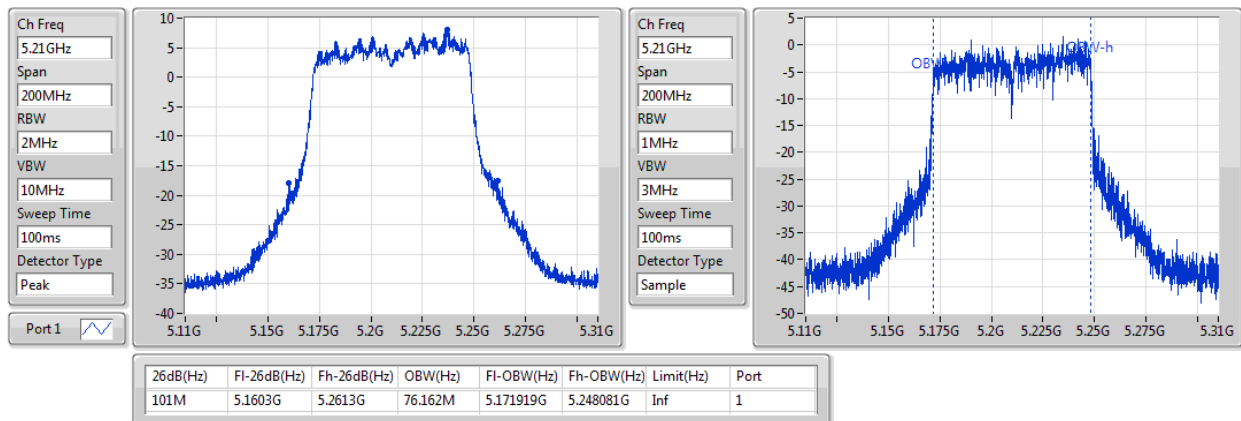 Ch Freq
5.21GHz
Span
200MHz
RBW
2MHz
VBW
10MHz
Sweep Time
100ms
Detector Type
Peak
Port 1
10
5
0
-5
-10
-15
-20
-25
-30
-35
-40
5.11G 5.15G 5.175G 5.2G 5.225G 5.25G 5.275G 5.31G
Ch Freq
5.21GHz
Span
200MHz
RBW
1MHz
VBW
3MHz
Sweep Time
100ms
Detector Type
Sample
5
0
-5
-10
-15
-20
-25
-30
-35
-40
-45
-50
OBW
OBW-h
5.11G 5.15G 5.175G 5.2G 5.225G 5.25G 5.275G 5.31G
26dB(Hz) Fl-26dB(Hz) Fh-26dB(Hz) OBW(Hz) Fl-OBW(Hz) Fh-OBW(Hz) Limit(Hz) Port
101M 5.1603G 5.2613G 76.162M 5.171919G 5.248081G Inf 1